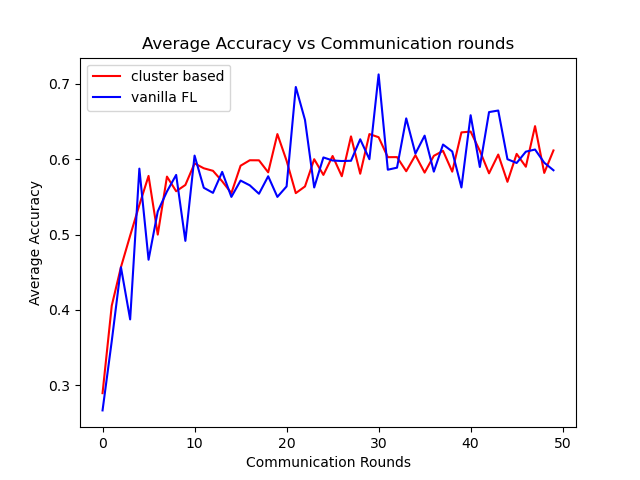 Average Accuracy vs Communication rounds
cluster based
vanilla FL
0.7
0.6
0.5
0.4
0.3
Average Accuracy
0 10 20 30 40 50
Communication Rounds